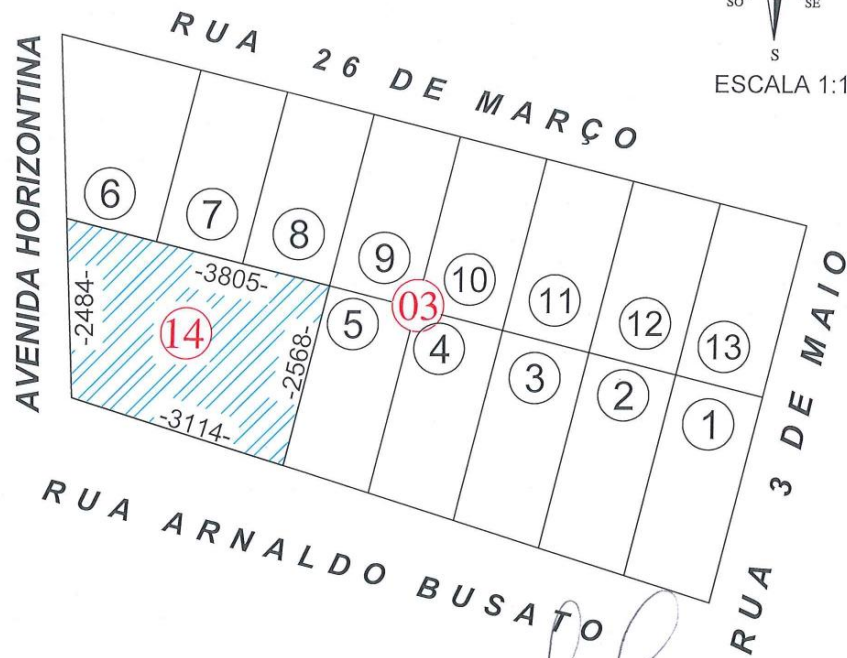 SO
SE
S
ESCALA 1:1
RUA 26 DE MARÇO
AVENIDA HORIZONTINA
6
7
8
9
10
11
12
13
03
-3805-
-2484-
14
-2568-
-3114-
5
4
3
2
1
RUA 3 DE MAIO
RUA ARNALDO BUSATO